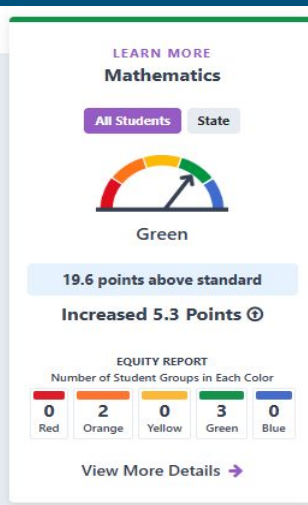 LEARN MORE
Mathematics
All Students State
Green
19.6 points above standard
Increased 5.3 Points
EQUITY REPORT
Number of Student Groups in Each Color
0 2 0 3 0
Red Orange Yellow Green Blue
View More Details